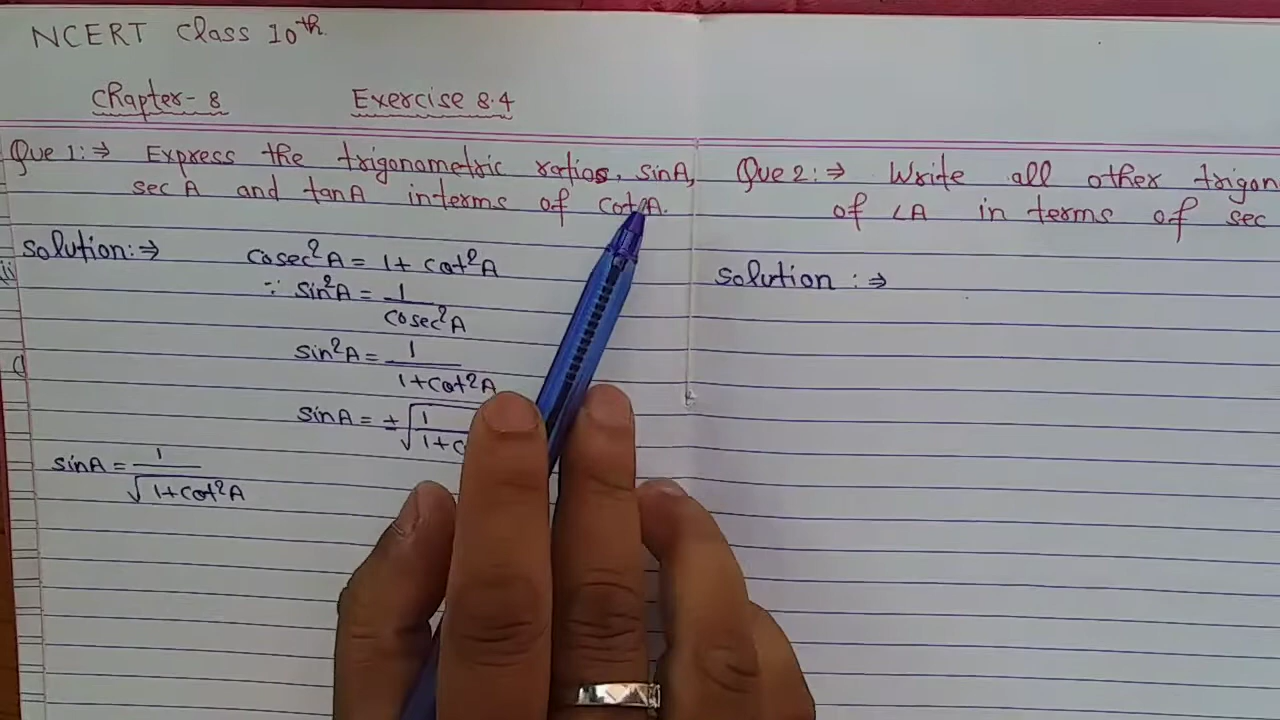 NCERT Class 10th
Chapter-8 Exercise 8.4
Que 1:⇒ Express the trigonometric ratios, sinA,
sec A and tanA interms of cot A.
Solution:⇒ cosec²A = 1 + cot²A
∵ sin²A = 1/cosec²A
sin²A = 1/1+cot²A
sinA = ±√1/1+c
sinA = 1/√1+cot²A
Que 2:⇒ Write all other trigon
of ∠A in terms of sec
Solution :⇒